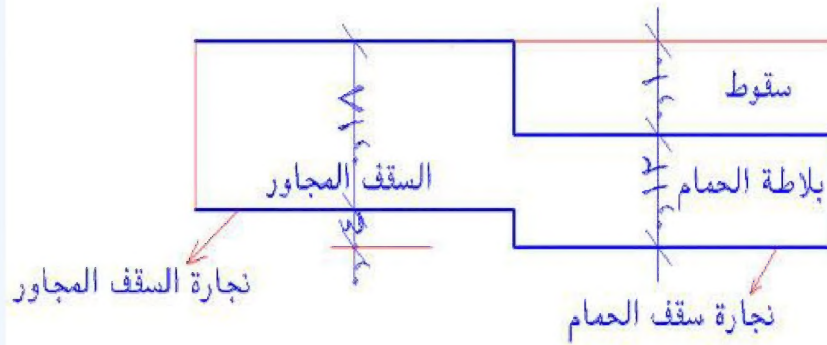 سقوط
السقف المجاور
بلاطة الحمام
نجارة السقف المجاور
نجارة سقف الحمام